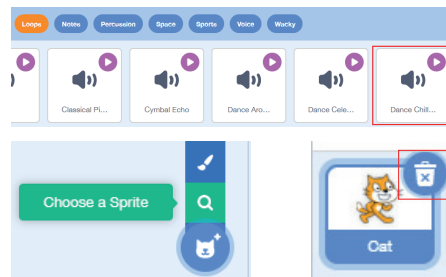 Loops Notes Percussion Space Sports Voice Wacky
Classical Pi... Cymbal Echo Dance Aro... Dance Cele... Dance Chill...
Choose a Sprite
Cat